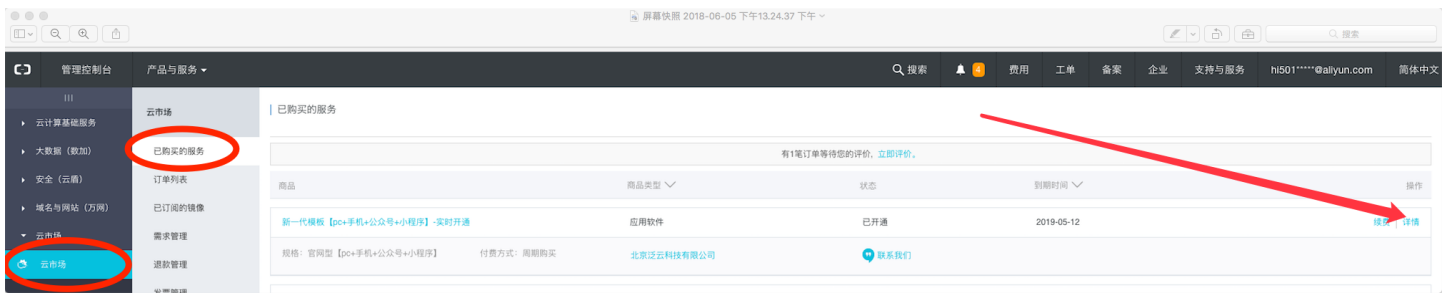 屏幕快照 2018-06-05 下午13.24.37 下午
搜索
管理控制台 产品与服务 搜索 4 费用 工单 备案 企业 支持与服务 hi501*****@aliyun.com 简体中文
云计算基础服务
大数据（数加）
安全（云盾）
域名与网站（万网）
云市场
云市场
云市场
已购买的服务
订单列表
已订阅的镜像
需求管理
退款管理
发票管理
已购买的服务
有1笔订单等待您的评价, 立即评价。
商品 商品类型 状态 到期时间 操作
新一代模板【pc+手机+公众号+小程序】-实时开通 应用软件 已开通 2019-05-12 续费 详情
规格：官网型【pc+手机+公众号+小程序】 付费方式：周期购买 北京泛云科技有限公司 联系我们